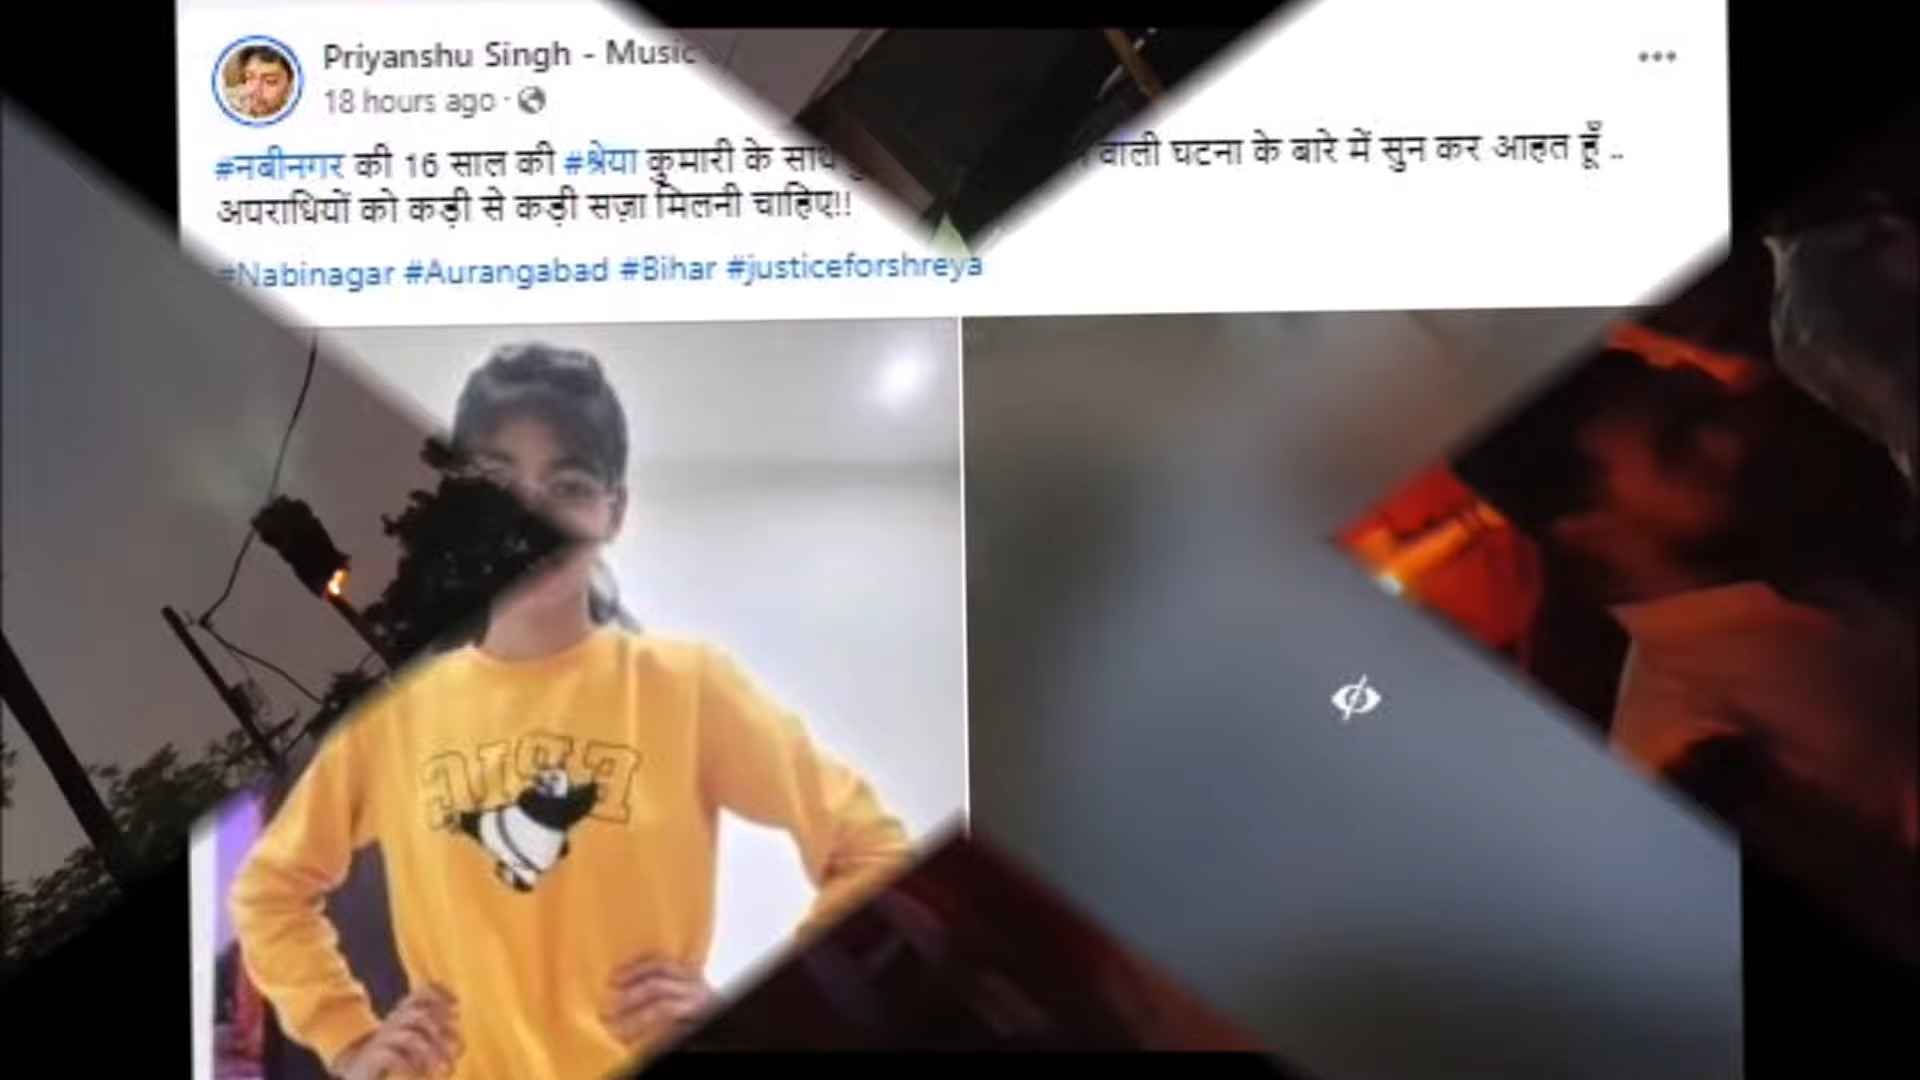 Priyanshu Singh - Music
18 hours ago ·
#नबीनगर की 16 साल की #श्रेया कुमारी के साथ वाली घटना के बारे में सुन कर आहत हूँ ..
अपराधियों को कड़ी से कड़ी सज़ा मिलनी चाहिए!!
#Nabinagar #Aurangabad #Bihar #justiceforshreya